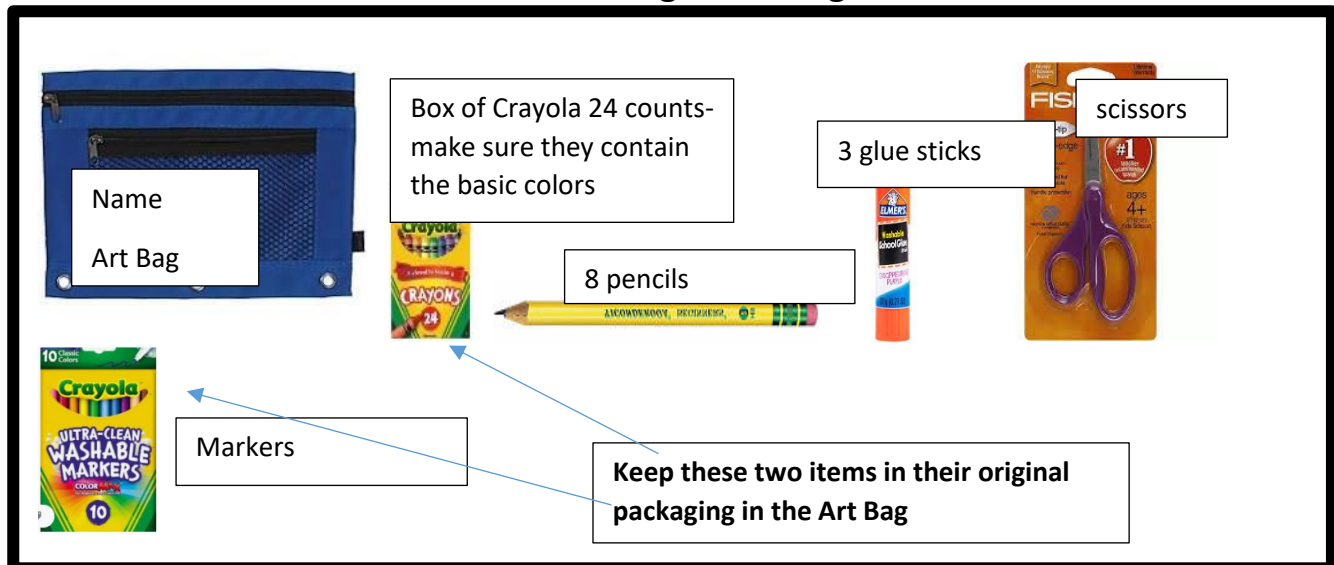 Name
Art Bag
Box of Crayola 24 counts-
make sure they contain
the basic colors
Crayola
CRAYONS
24
8 pencils
3 glue sticks
ELMER'S
Washable
School Glue
scissors
FIS
#1
ages
4+
10 Classic
Colors
Crayola
ULTRA-CLEAN
WASHABLE
MARKERS
10
Markers
Keep these two items in their original
packaging in the Art Bag